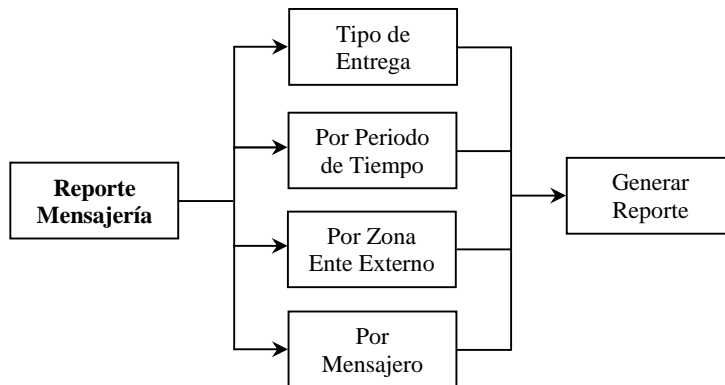 Tipo de
Entrega
Por Periodo
de Tiempo
Reporte
Mensajería
Generar
Reporte
Por Zona
Ente Externo
Por
Mensajero